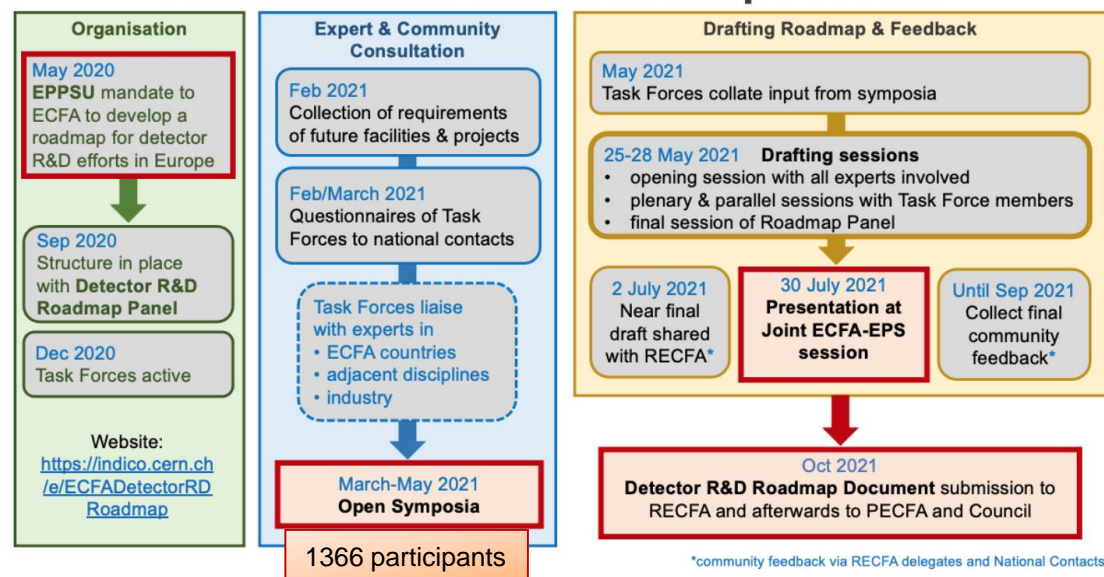 Organisation
May 2020
EPPSU mandate to
ECFA to develop a
roadmap for detector
R&D efforts in Europe
Sep 2020
Structure in place
with Detector R&D
Roadmap Panel
Dec 2020
Task Forces active
Website:
https://indico.cern.ch
/e/ECFADetectorRD
Roadmap
Expert & Community
Consultation
Feb 2021
Collection of requirements
of future facilities & projects
Feb/March 2021
Questionnaires of Task
Forces to national contacts
Task Forces liaise
with experts in
• ECFA countries
• adjacent disciplines
• industry
March-May 2021
Open Symposia
1366 participants
Drafting Roadmap & Feedback
May 2021
Task Forces collate input from symposia
25-28 May 2021 Drafting sessions
• opening session with all experts involved
• plenary & parallel sessions with Task Force members
• final session of Roadmap Panel
2 July 2021
Near final
draft shared
with RECFA*
30 July 2021
Presentation at
Joint ECFA-EPS
session
Until Sep 2021
Collect final
community
feedback*
Oct 2021
Detector R&D Roadmap Document submission to
RECFA and afterwards to PECFA and Council
*community feedback via RECFA delegates and National Contacts